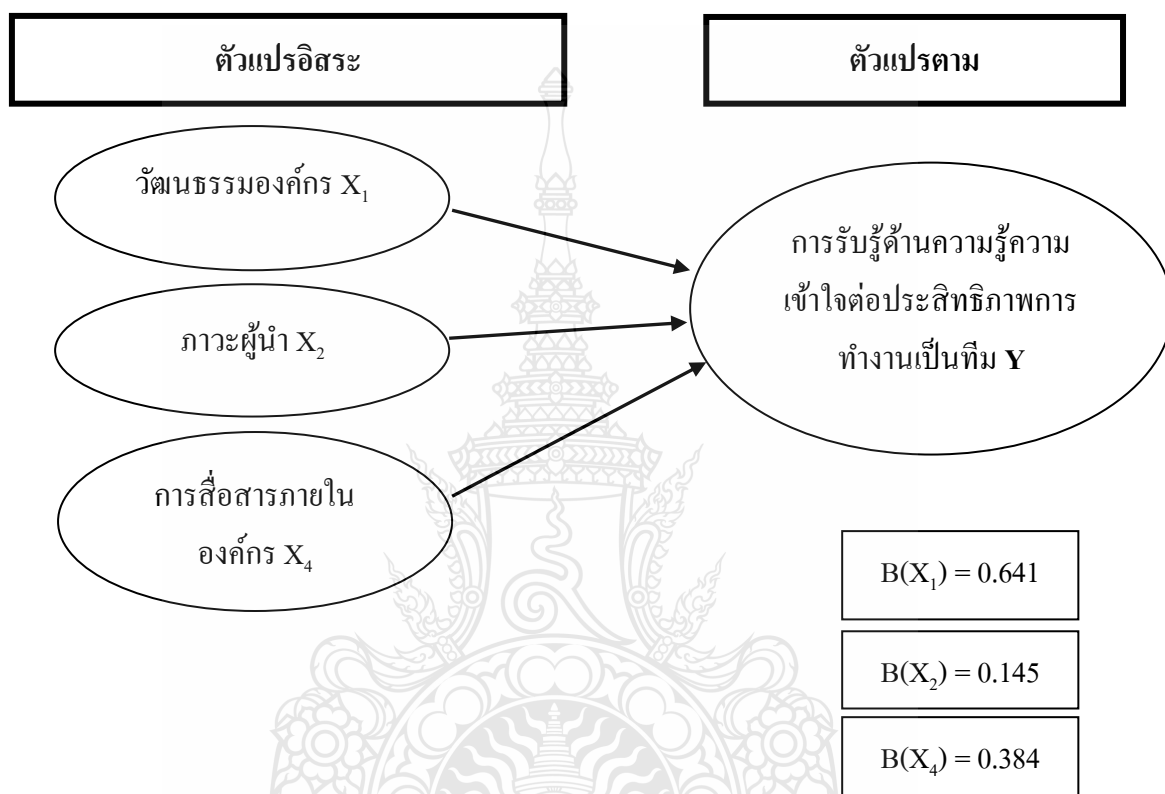 ตัวแปรอิสระ
ตัวแปรตาม
วัฒนธรรมองค์กร X₁
ภาวะผู้นำ X₂
การสื่อสารภายใน
องค์กร X₄
การรับรู้ด้านความรู้ความ
เข้าใจต่อประสิทธิภาพการ
ทำงานเป็นทีม Y
B(X₁) = 0.641
B(X₂) = 0.145
B(X₄) = 0.384